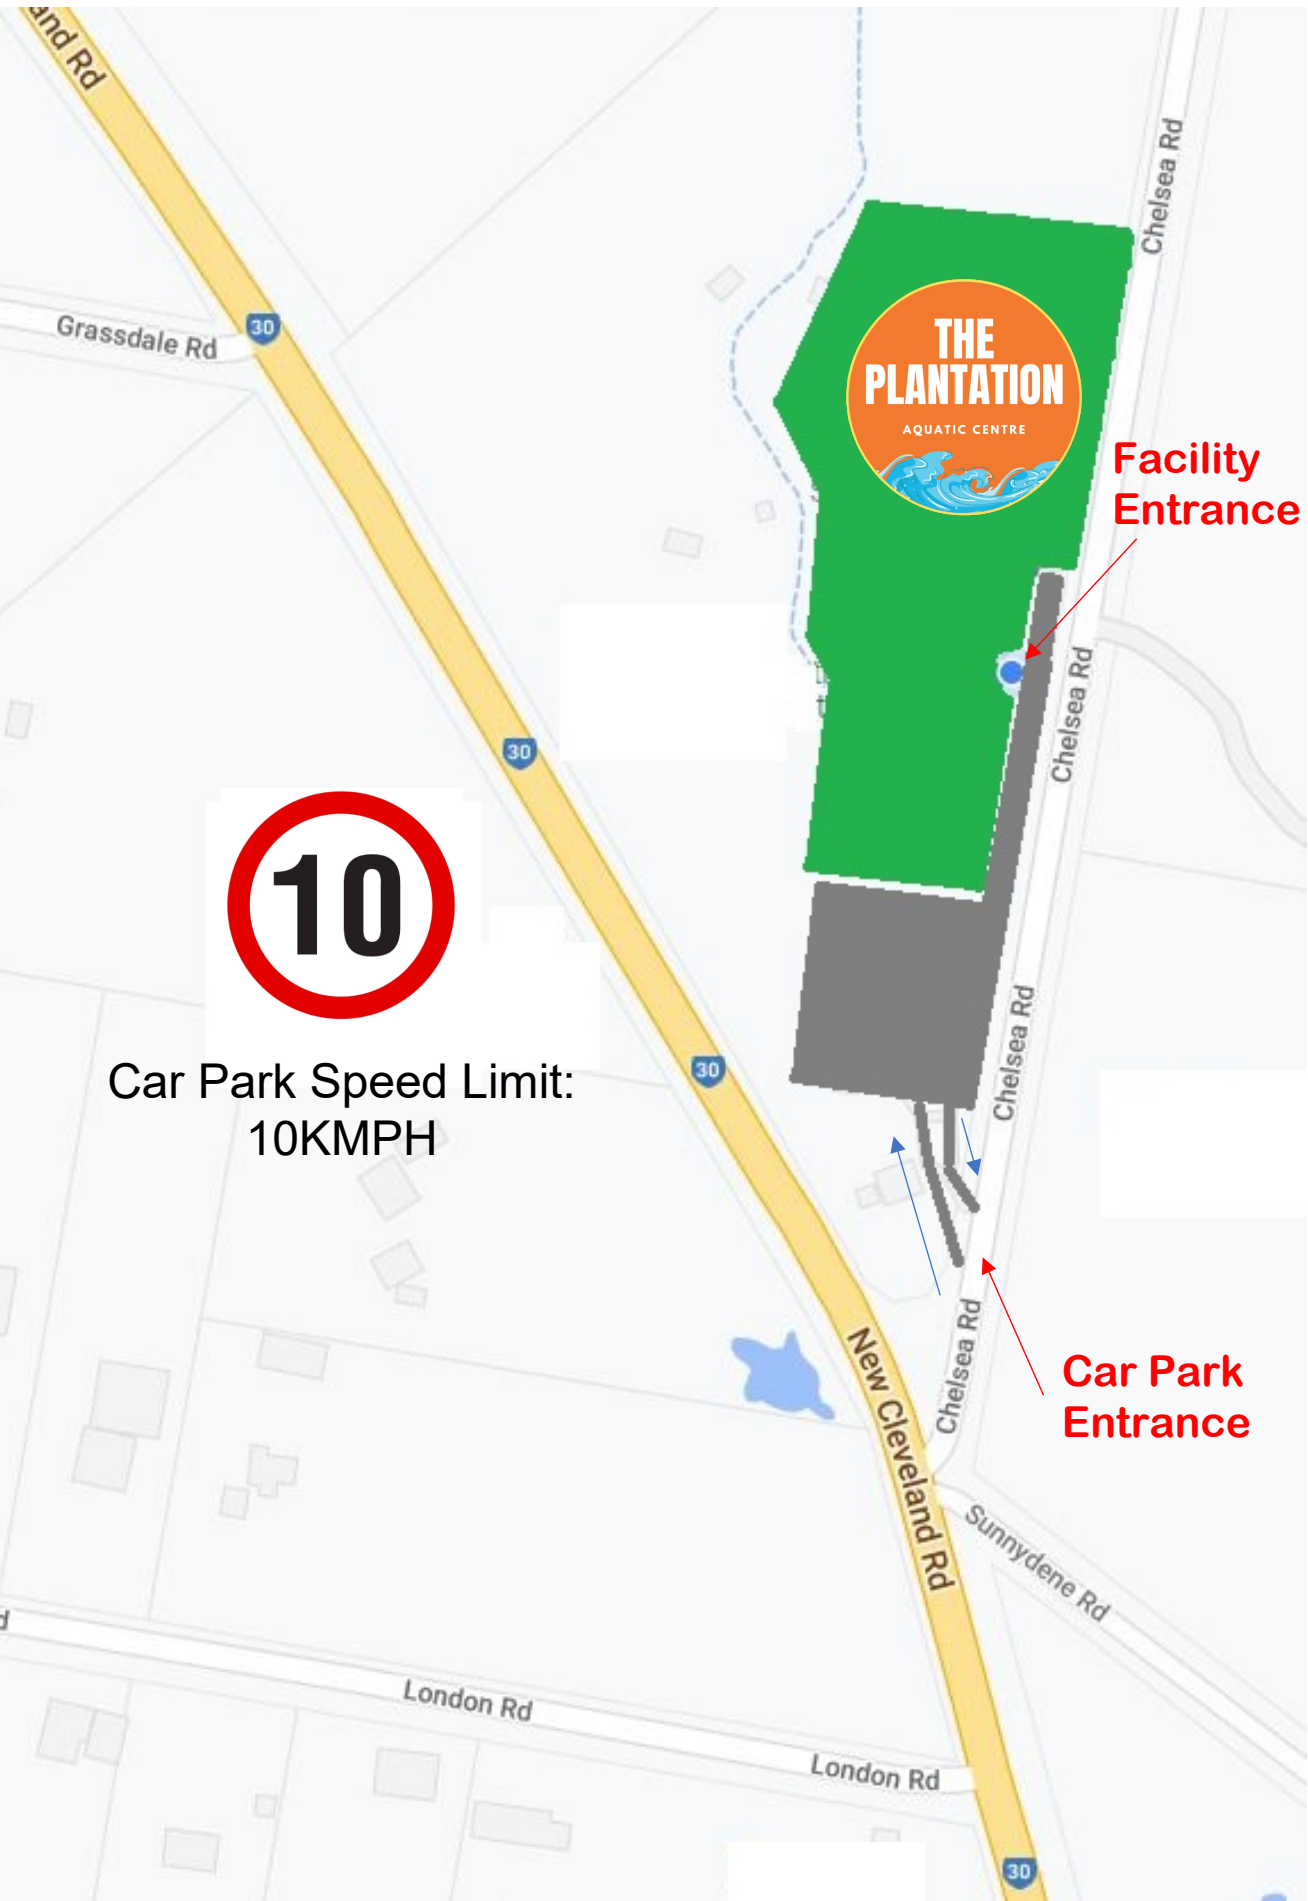 and Rd
Chelsea Rd
30
Grassdale Rd
THE
PLANTATION
AQUATIC CENTRE
Facility
Entrance
Chelsea Rd
30
10
Car Park Speed Limit:
10KMPH
Chelsea Rd
30
Chelsea Rd
New Cleveland Rd
Car Park
Entrance
Sunnydene Rd
d
London Rd
London Rd
30